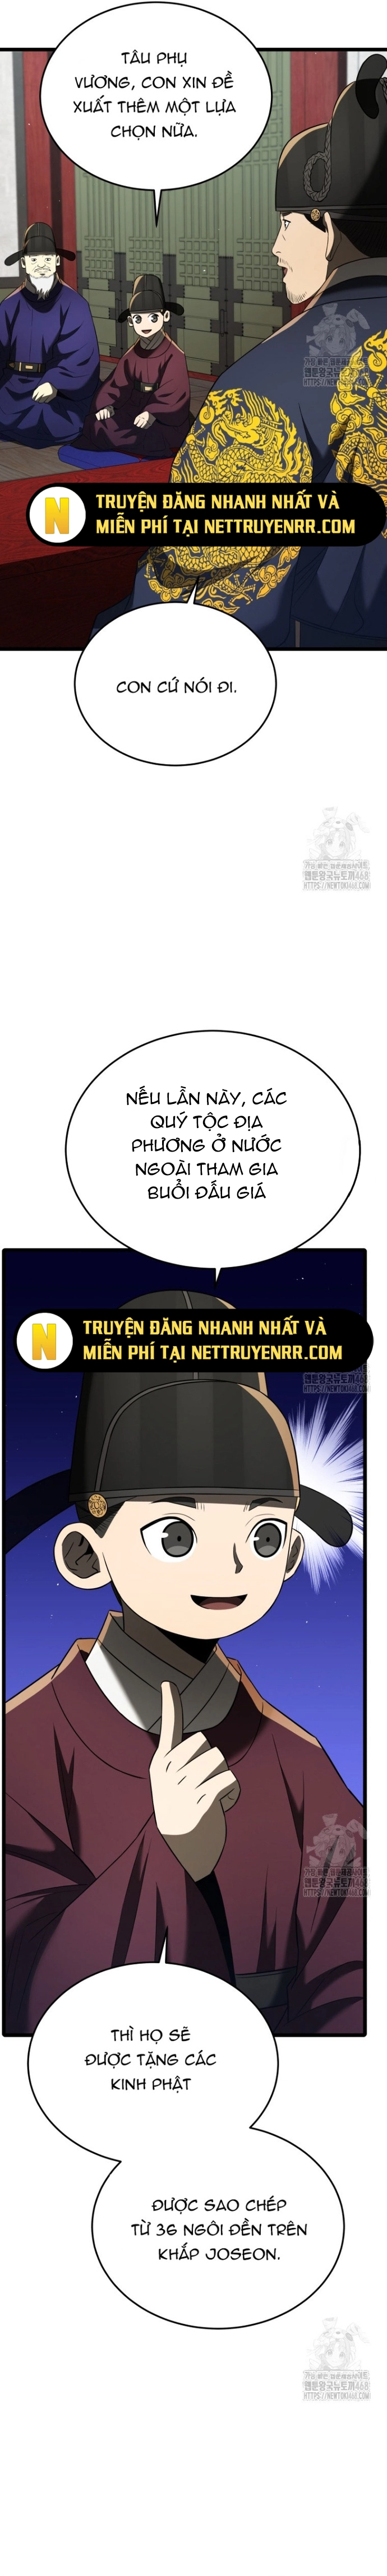 TÂU PHỤ
VƯƠNG, CON XIN ĐỀ
XUẤT THÊM MỘT LỰA
CHỌN NỮA.
N
TRUYỆN ĐĂNG NHANH NHẤT VÀ
MIỄN PHÍ TẠI NETTRUYENRR.COM
CON CỨ NÓI ĐI.
NẾU LẦN NÀY, CÁC
QUÝ TỘC ĐỊA
PHƯƠNG Ở NƯỚC
NGOÀI THAM GIA
BUỔI ĐẤU GIÁ
N
TRUYỆN ĐĂNG NHANH NHẤT VÀ
MIỄN PHÍ TẠI NETTRUYENRR.COM
THÌ HỌ SẼ
ĐƯỢC TẶNG CÁC
KINH PHẬT
ĐƯỢC SAO CHÉP
TỪ 36 NGÔI ĐỀN TRÊN
KHẮP JOSEON.